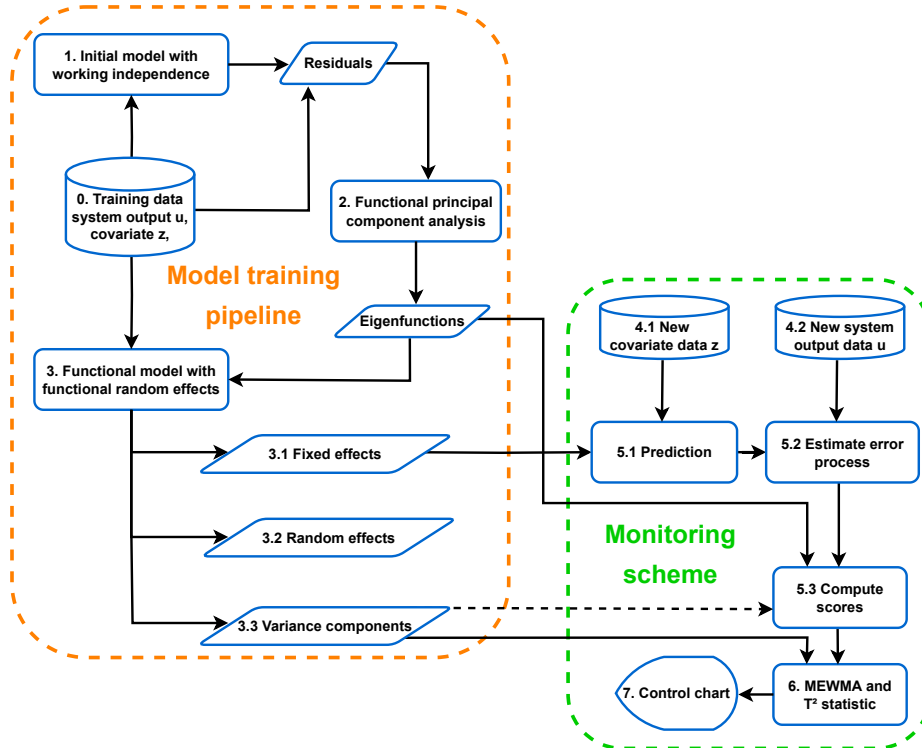 1. Initial model with
working independence
Residuals
0. Training data
system output u,
covariate z,
2. Functional principal
component analysis
Model training
pipeline
Eigenfunctions
4.1 New
covariate data z
4.2 New system
output data u
3. Functional model with
functional random effects
3.1 Fixed effects
5.1 Prediction
5.2 Estimate error
process
3.2 Random effects
Monitoring
scheme
5.3 Compute
scores
3.3 Variance components
7. Control chart
6. MEWMA and
T² statistic